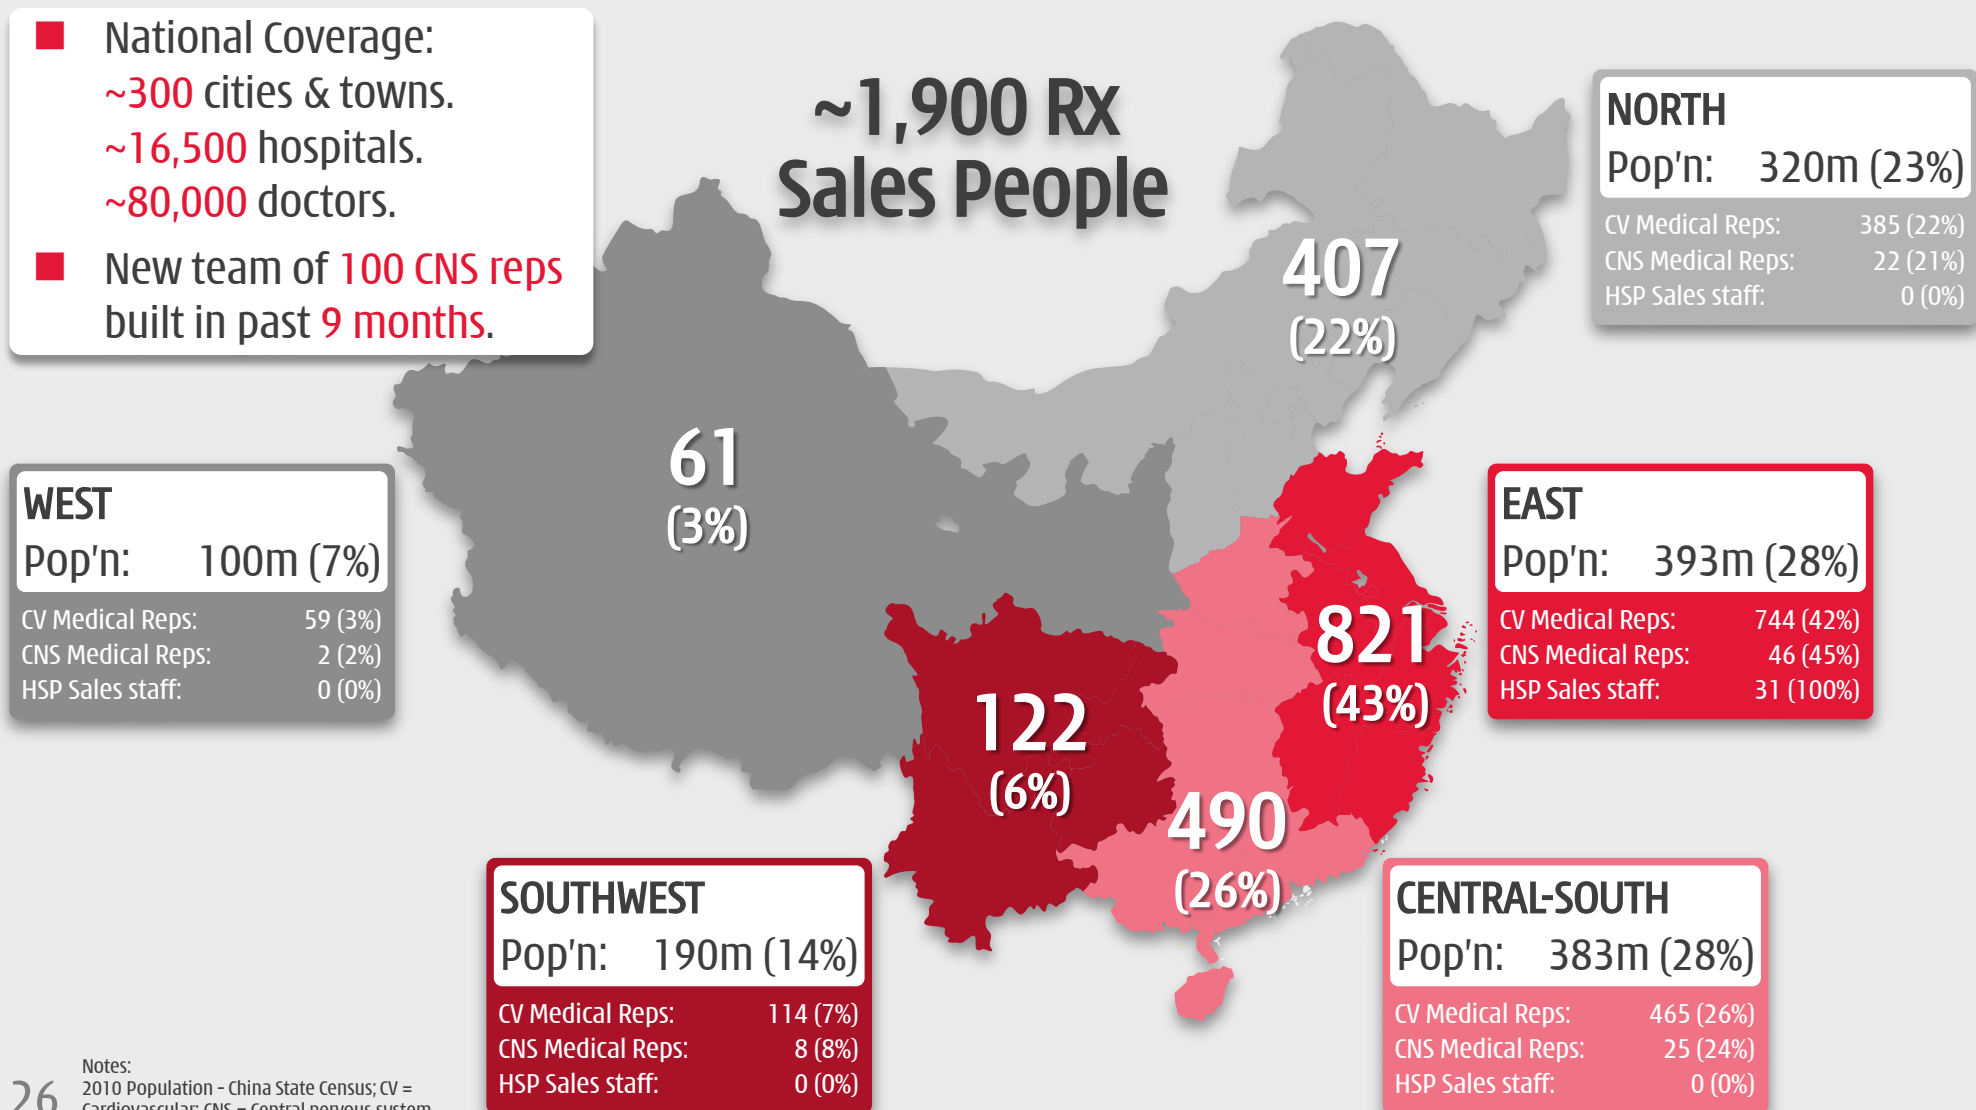 National Coverage:
~300 cities & towns.
~16,500 hospitals.
~80,000 doctors.
New team of 100 CNS reps
built in past 9 months.
~1,900 Rx
Sales People
NORTH
Pop'n: 320m (23%)
CV Medical Reps: 385 (22%)
CNS Medical Reps: 22 (21%)
HSP Sales staff: 0 (0%)
407
(22%)
61
(3%)
WEST
Pop'n: 100m (7%)
CV Medical Reps: 59 (3%)
CNS Medical Reps: 2 (2%)
HSP Sales staff: 0 (0%)
EAST
Pop'n: 393m (28%)
CV Medical Reps: 744 (42%)
CNS Medical Reps: 46 (45%)
HSP Sales staff: 31 (100%)
821
(43%)
122
(6%)
490
(26%)
SOUTHWEST
Pop'n: 190m (14%)
CV Medical Reps: 114 (7%)
CNS Medical Reps: 8 (8%)
HSP Sales staff: 0 (0%)
CENTRAL-SOUTH
Pop'n: 383m (28%)
CV Medical Reps: 465 (26%)
CNS Medical Reps: 25 (24%)
HSP Sales staff: 0 (0%)
26
Notes:
2010 Population - China State Census; CV =
Cardiovascular; CNS = Central nervous system